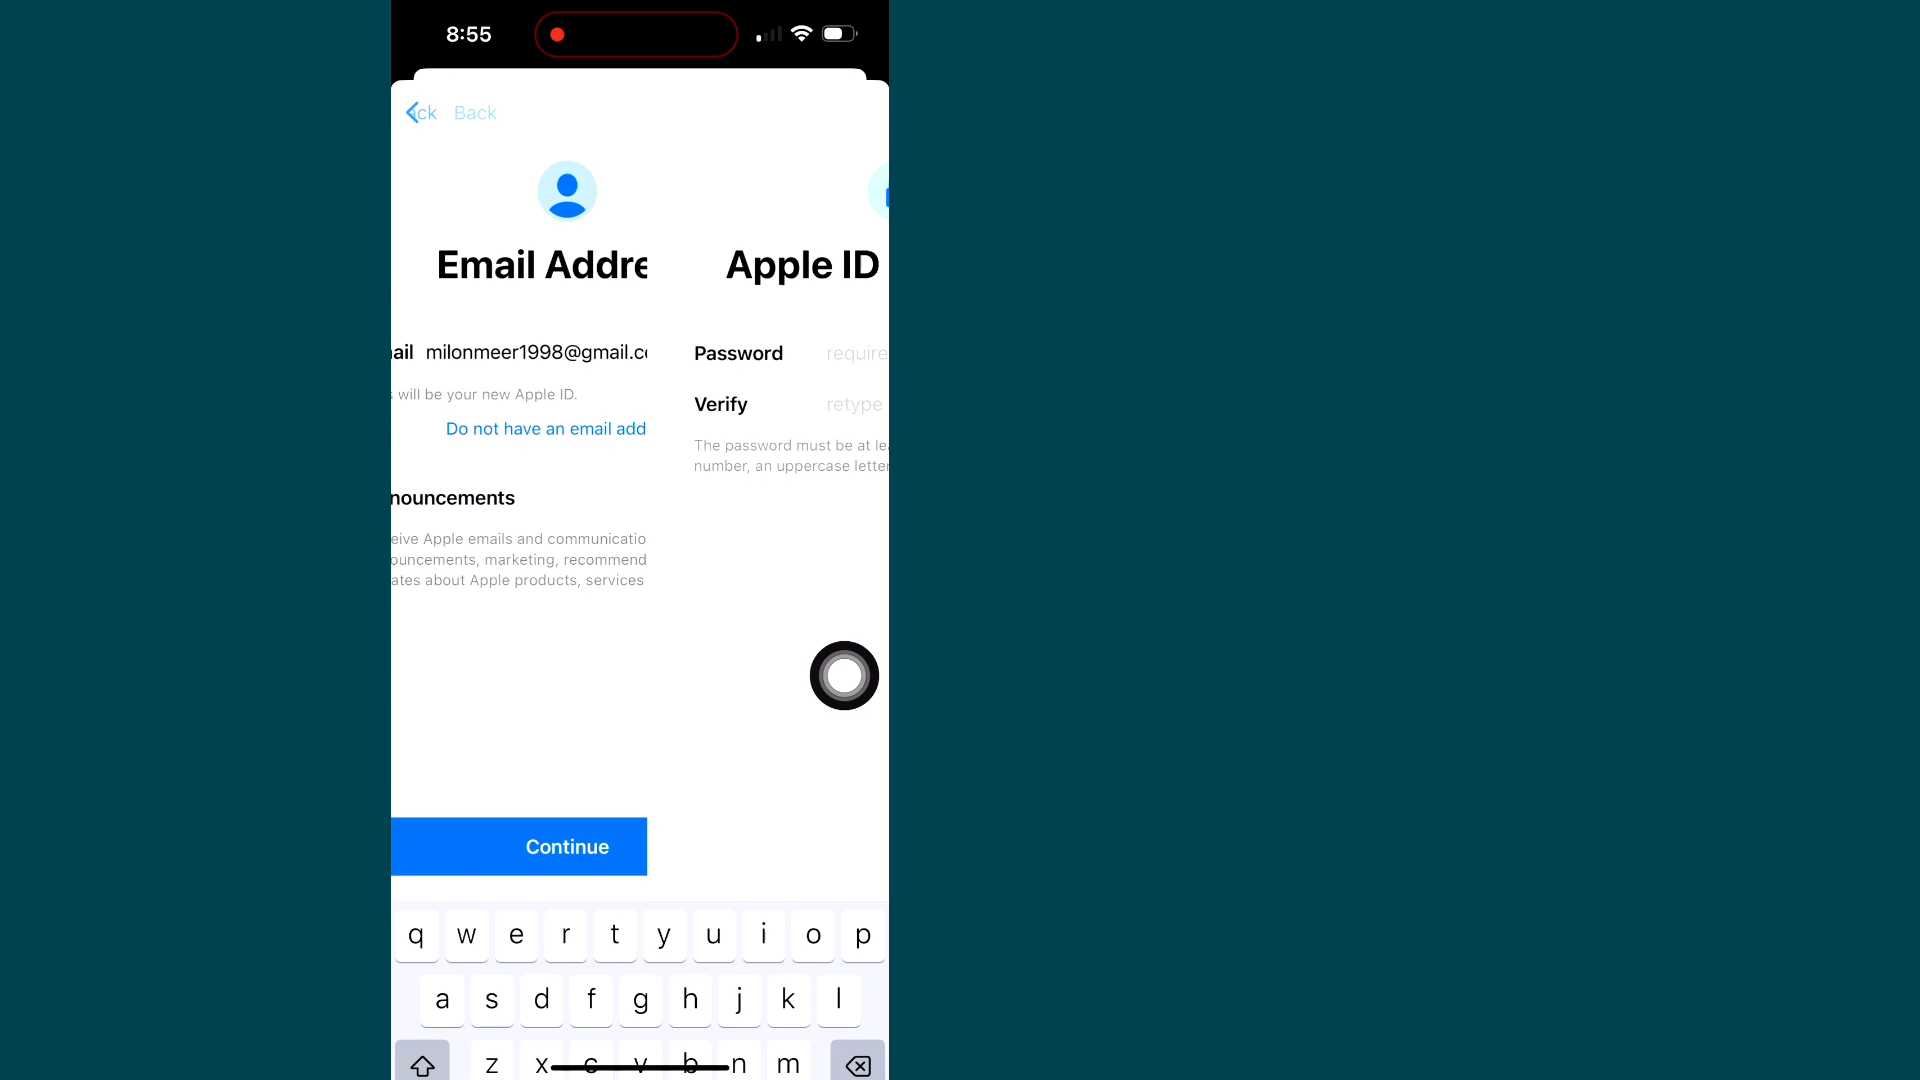 8:55
ck Back
Email Addre
Apple ID
ail milonmeer1998@gmail.c
Password require
s will be your new Apple ID.
Verify retype
Do not have an email add
The password must be at lea
number, an uppercase letter
nouncements
eive Apple emails and communicatio
ouncements, marketing, recommend
ates about Apple products, services
Continue
q w e r t y u i o p
a s d f g h j k l
z x c v b n m